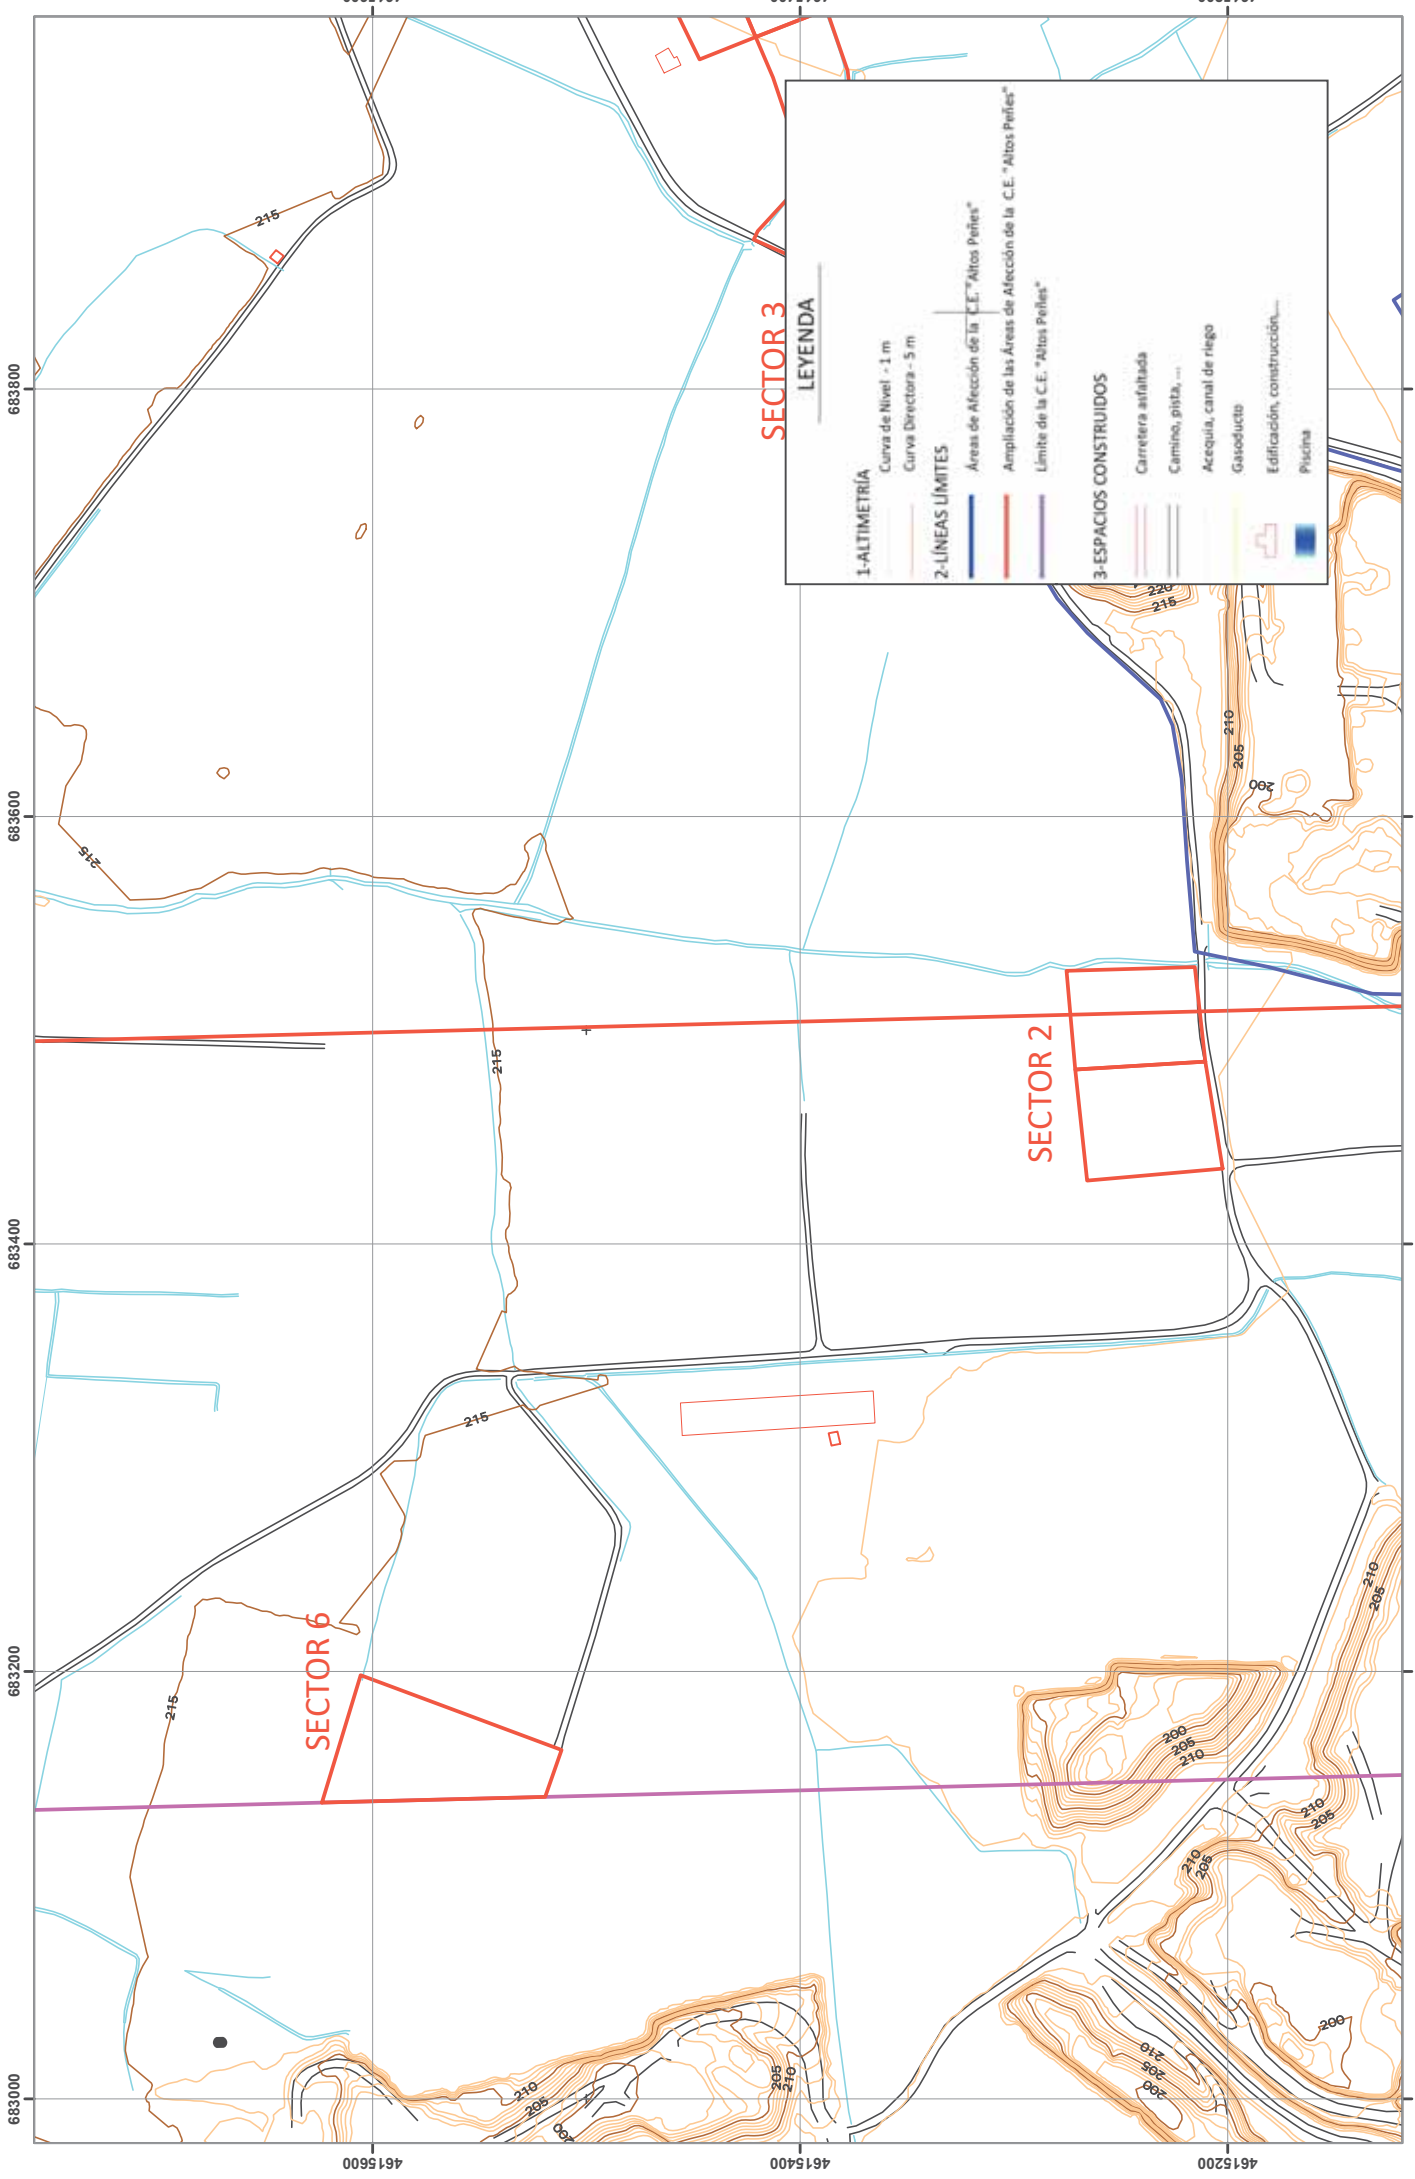 SECTOR 3
SECTOR 2
SECTOR 6
LEYENDA
1-ALTIMETRÍA
Curva de Nivel - 1 m
Curva Directora - 5 m
2-LÍNEAS LÍMITES
Áreas de Afección de la C.E. "Altos Peñes"
Ampliación de las Áreas de Afección de la C.E. "Altos Peñes"
Límite de la C.E. "Altos Peñes"
3-ESPACIOS CONSTRUIDOS
Carretera asfaltada
Camino, pista, ...
Acequia, canal de riego
Gasoducto
Edificación, construcción,...
Piscina
683800
683600
683400
683200
683000
4615600
4615400
4615200
215
215
215
215
215
220
215
210
205
200
210
205
200
205
210
210
205
210
205
200
210
205
200
210
205
200
205
210